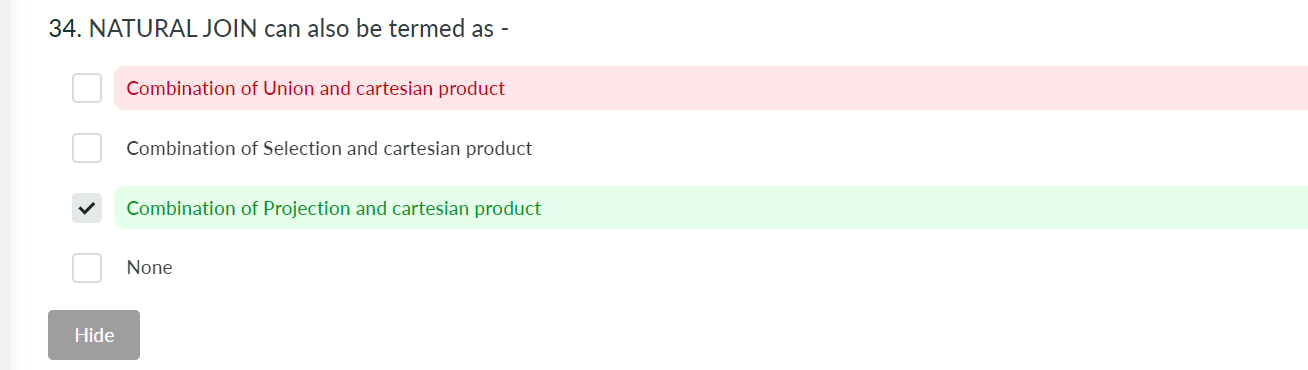 34. NATURAL JOIN can also be termed as -
Combination of Union and cartesian product
Combination of Selection and cartesian product
Combination of Projection and cartesian product
None
Hide